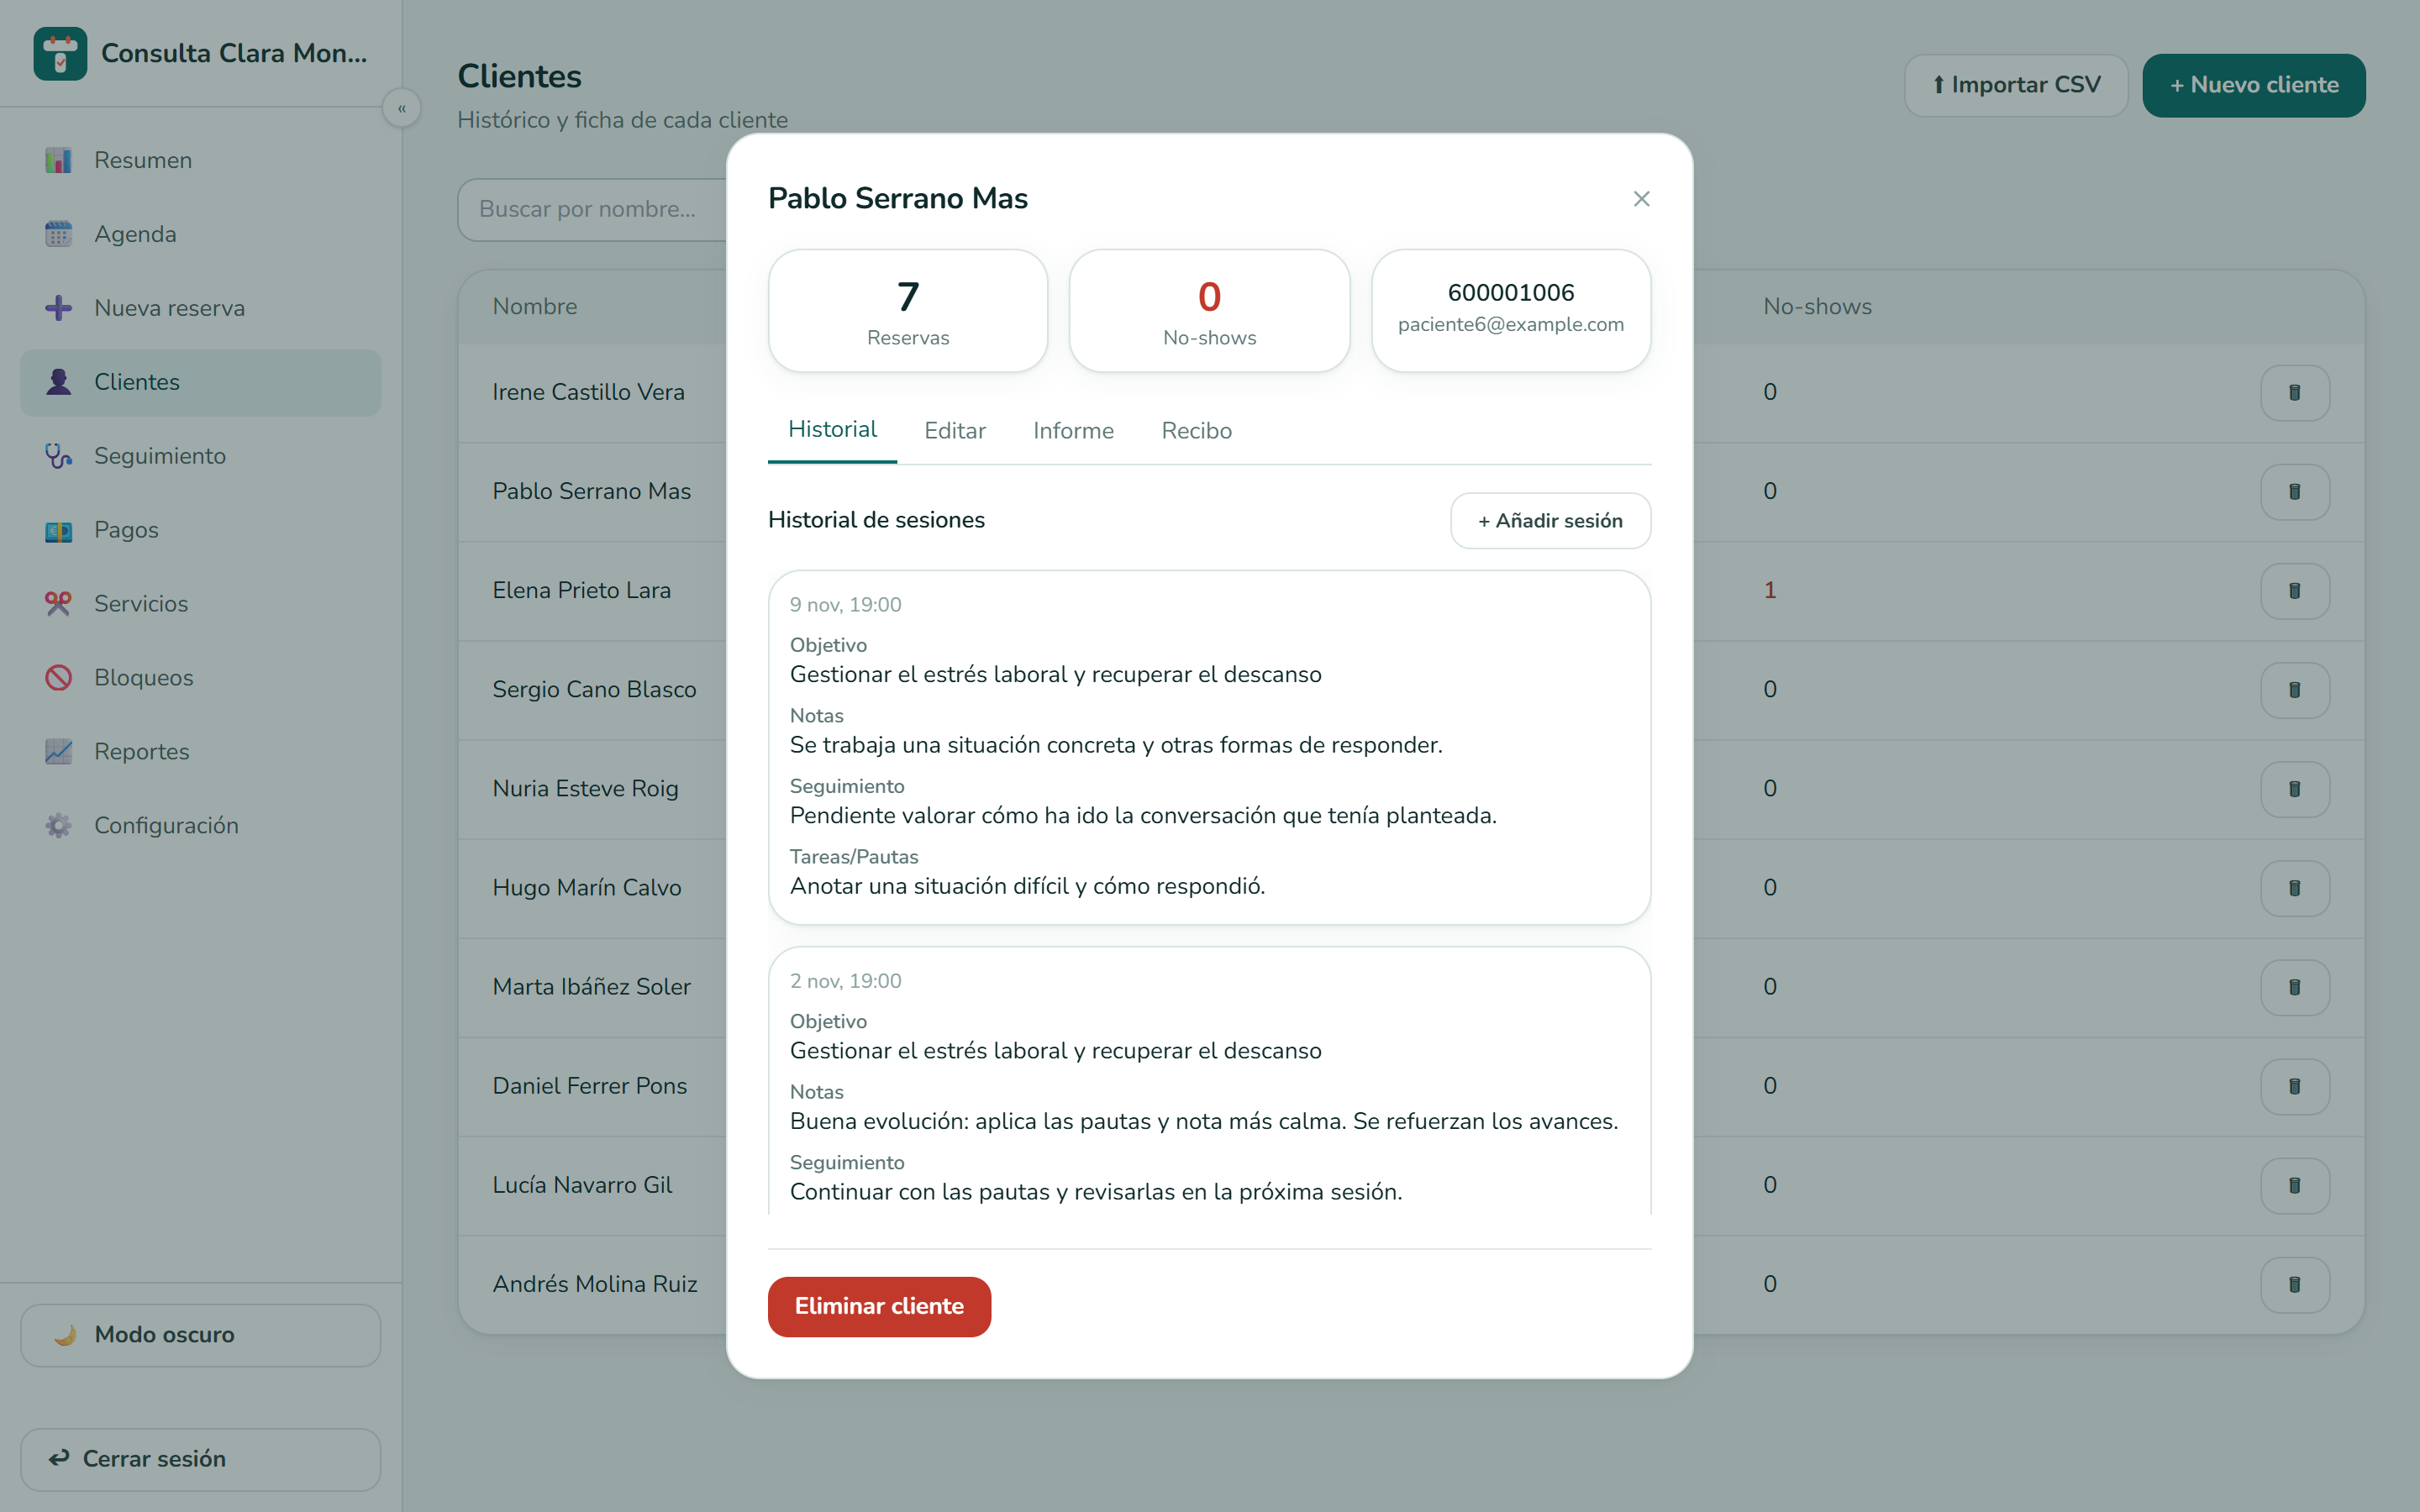 Consulta Clara Mon...
«
Resumen
Agenda
Nueva reserva
Clientes
Seguimiento
Pagos
Servicios
Bloqueos
Reportes
Configuración
Modo oscuro
Cerrar sesión
Clientes
Histórico y ficha de cada cliente
Importar CSV
+ Nuevo cliente
Buscar por nombre...
Nombre
No-shows
Irene Castillo Vera
0
Pablo Serrano Mas
0
Elena Prieto Lara
1
Sergio Cano Blasco
0
Nuria Esteve Roig
0
Hugo Marín Calvo
0
Marta Ibáñez Soler
0
Daniel Ferrer Pons
0
Lucía Navarro Gil
0
Andrés Molina Ruiz
0
Pablo Serrano Mas
7
Reservas
0
No-shows
600001006
paciente6@example.com
Historial
Editar
Informe
Recibo
Historial de sesiones
+ Añadir sesión
9 nov, 19:00
Objetivo
Gestionar el estrés laboral y recuperar el descanso
Notas
Se trabaja una situación concreta y otras formas de responder.
Seguimiento
Pendiente valorar cómo ha ido la conversación que tenía planteada.
Tareas/Pautas
Anotar una situación difícil y cómo respondió.
2 nov, 19:00
Objetivo
Gestionar el estrés laboral y recuperar el descanso
Notas
Buena evolución: aplica las pautas y nota más calma. Se refuerzan los avances.
Seguimiento
Continuar con las pautas y revisarlas en la próxima sesión.
Eliminar cliente